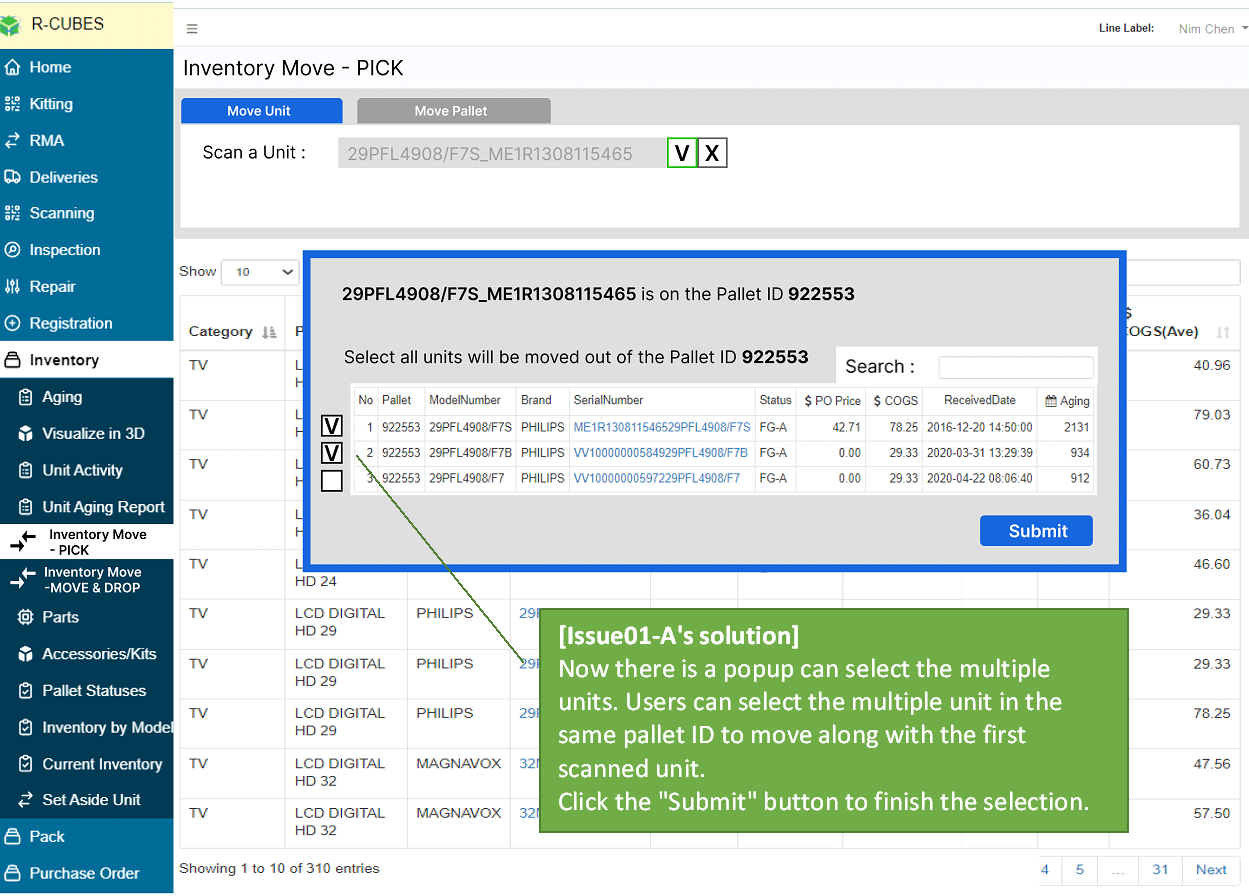 R-CUBES
Line Label: Nim Chen
Home
Kitting
RMA
Deliveries
Scanning
Inspection
Repair
Registration
Inventory
Aging
Visualize in 3D
Unit Activity
Unit Aging Report
Inventory Move
- PICK
Inventory Move
-MOVE & DROP
Parts
Accessories/Kits
Pallet Statuses
Inventory by Model
Current Inventory
Set Aside Unit
Pack
Purchase Order
Inventory Move - PICK
Move Unit Move Pallet
Scan a Unit : 29PFL4908/F7S_ME1R1308115465 V X
Show 10
29PFL4908/F7S_ME1R1308115465 is on the Pallet ID 922553
Select all units will be moved out of the Pallet ID 922553
Search :
No Pallet ModelNumber Brand SerialNumber Status $ PO Price $ COGS ReceivedDate Aging
V 1 922553 29PFL4908/F7S PHILIPS ME1R130811546529PFL4908/F7S FG-A 42.71 78.25 2016-12-20 14:50:00 2131
V 2 922553 29PFL4908/F7B PHILIPS VV10000000584929PFL4908/F7B FG-A 0.00 29.33 2020-03-31 13:29:39 934
3 922553 29PFL4908/F7 PHILIPS VV10000000597229PFL4908/F7 FG-A 0.00 29.33 2020-04-22 08:06:40 912
Submit
Category P $
OGS(Ave)
TV L 40.96
H
TV L 79.03
H
TV L 60.73
H
TV L 36.04
H
TV L 46.60
HD 24
TV LCD DIGITAL PHILIPS 29 29.33
HD 29
TV LCD DIGITAL PHILIPS 29 29.33
HD 29
TV LCD DIGITAL PHILIPS 29 78.25
HD 29
TV LCD DIGITAL MAGNAVOX 32 47.56
HD 32
TV LCD DIGITAL MAGNAVOX 32 57.50
HD 32
[Issue01-A's solution]
Now there is a popup can select the multiple
units. Users can select the multiple unit in the
same pallet ID to move along with the first
scanned unit.
Click the "Submit" button to finish the selection.
Showing 1 to 10 of 310 entries
4 5 ... 31 Next